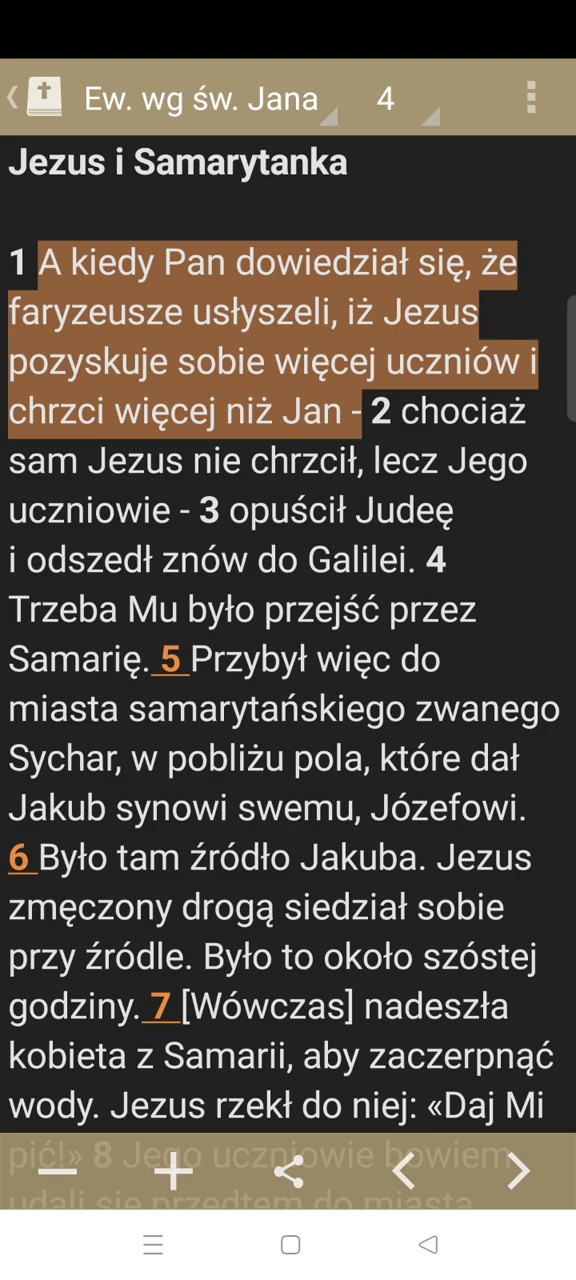 Ew. wg św. Jana 4
Jezus i Samarytanka
1 A kiedy Pan dowiedział się, że
faryzeusze usłyszeli, iż Jezus
pozyskuje sobie więcej uczniów i
chrzci więcej niż Jan - 2 chociaż
sam Jezus nie chrzcił, lecz Jego
uczniowie - 3 opuścił Judeę
i odszedł znów do Galilei. 4
Trzeba Mu było przejść przez
Samarię. 5 Przybył więc do
miasta samarytańskiego zwanego
Sychar, w pobliżu pola, które dał
Jakub synowi swemu, Józefowi.
6 Było tam źródło Jakuba. Jezus
zmęczony drogą siedział sobie
przy źródle. Było to około szóstej
godziny. 7 [Wówczas] nadeszła
kobieta z Samarii, aby zaczerpnąć
wody. Jezus rzekł do niej: «Daj Mi
pić!» 8 Jego uczniowie bowiem
udali się przedtem do miasta